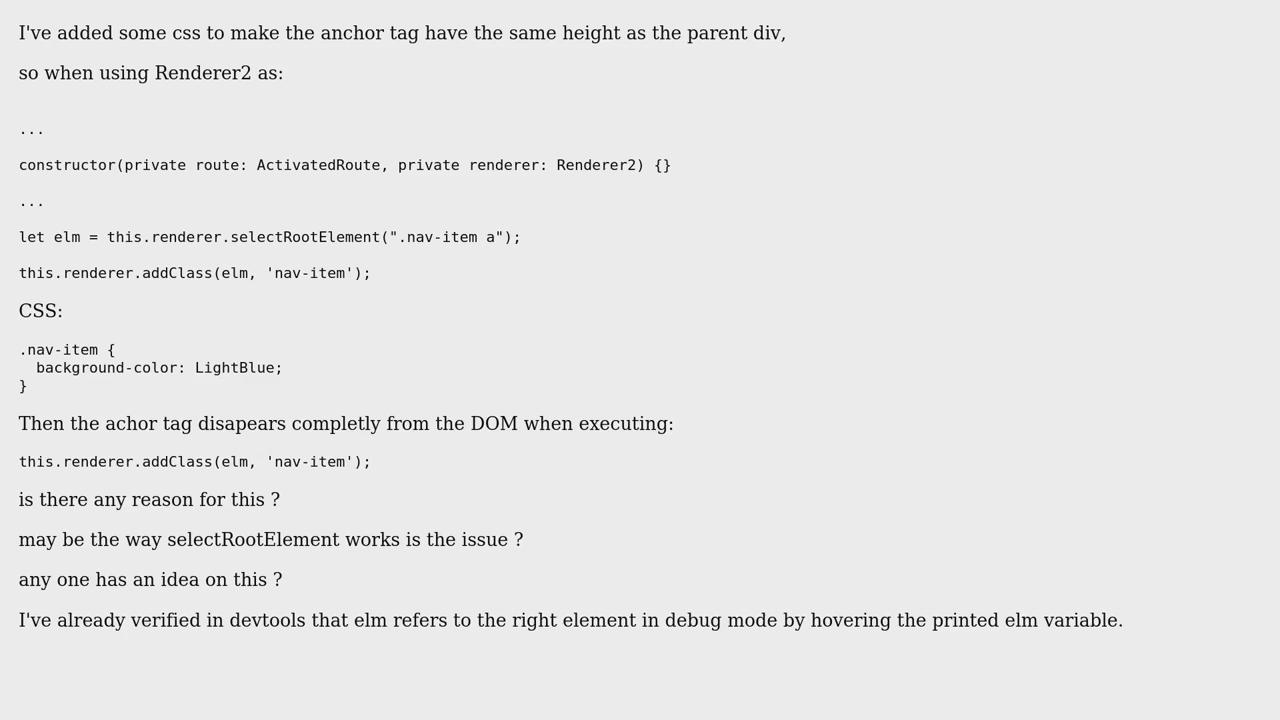 I've added some css to make the anchor tag have the same height as the parent div,
so when using Renderer2 as:
...
constructor(private route: ActivatedRoute, private renderer: Renderer2) {}
...
let elm = this.renderer.selectRootElement(".nav-item a");
this.renderer.addClass(elm, 'nav-item');
CSS:
.nav-item {
  background-color: LightBlue;
}
Then the achor tag disapears completly from the DOM when executing:
this.renderer.addClass(elm, 'nav-item');
is there any reason for this ?
may be the way selectRootElement works is the issue ?
any one has an idea on this ?
I've already verified in devtools that elm refers to the right element in debug mode by hovering the printed elm variable.